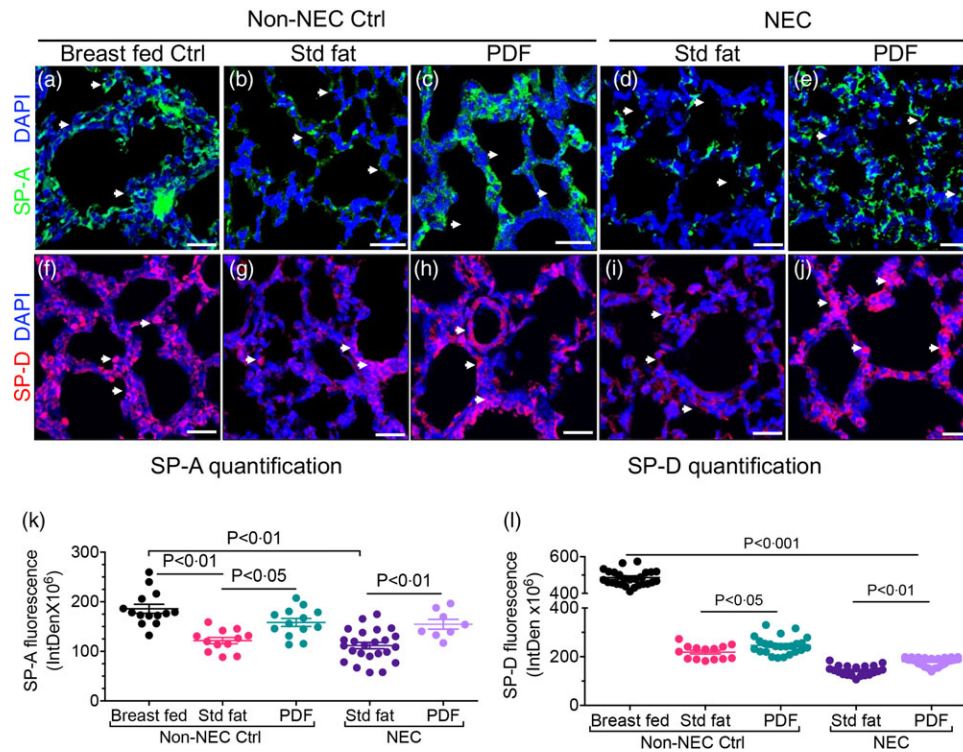 Non-NEC Ctrl NEC
Breast fed Ctrl Std fat PDF Std fat PDF
(a) (b) (c) (d) (e)
SP-A DAPI
(f) (g) (h) (i) (j)
SP-D DAPI
SP-A quantification SP-D quantification
(k)
P<0·01
P<0·01
P<0·05
P<0·01
SP-A fluorescence
(IntDenX10⁶)
300
200
100
0
Breast fed Std fat PDF Std fat PDF
Non-NEC Ctrl NEC
(l)
P<0·001
P<0·05
P<0·01
SP-D fluorescence
(IntDen x10⁶)
600
400
400
200
0
Breast fed Std fat PDF Std fat PDF
Non-NEC Ctrl NEC